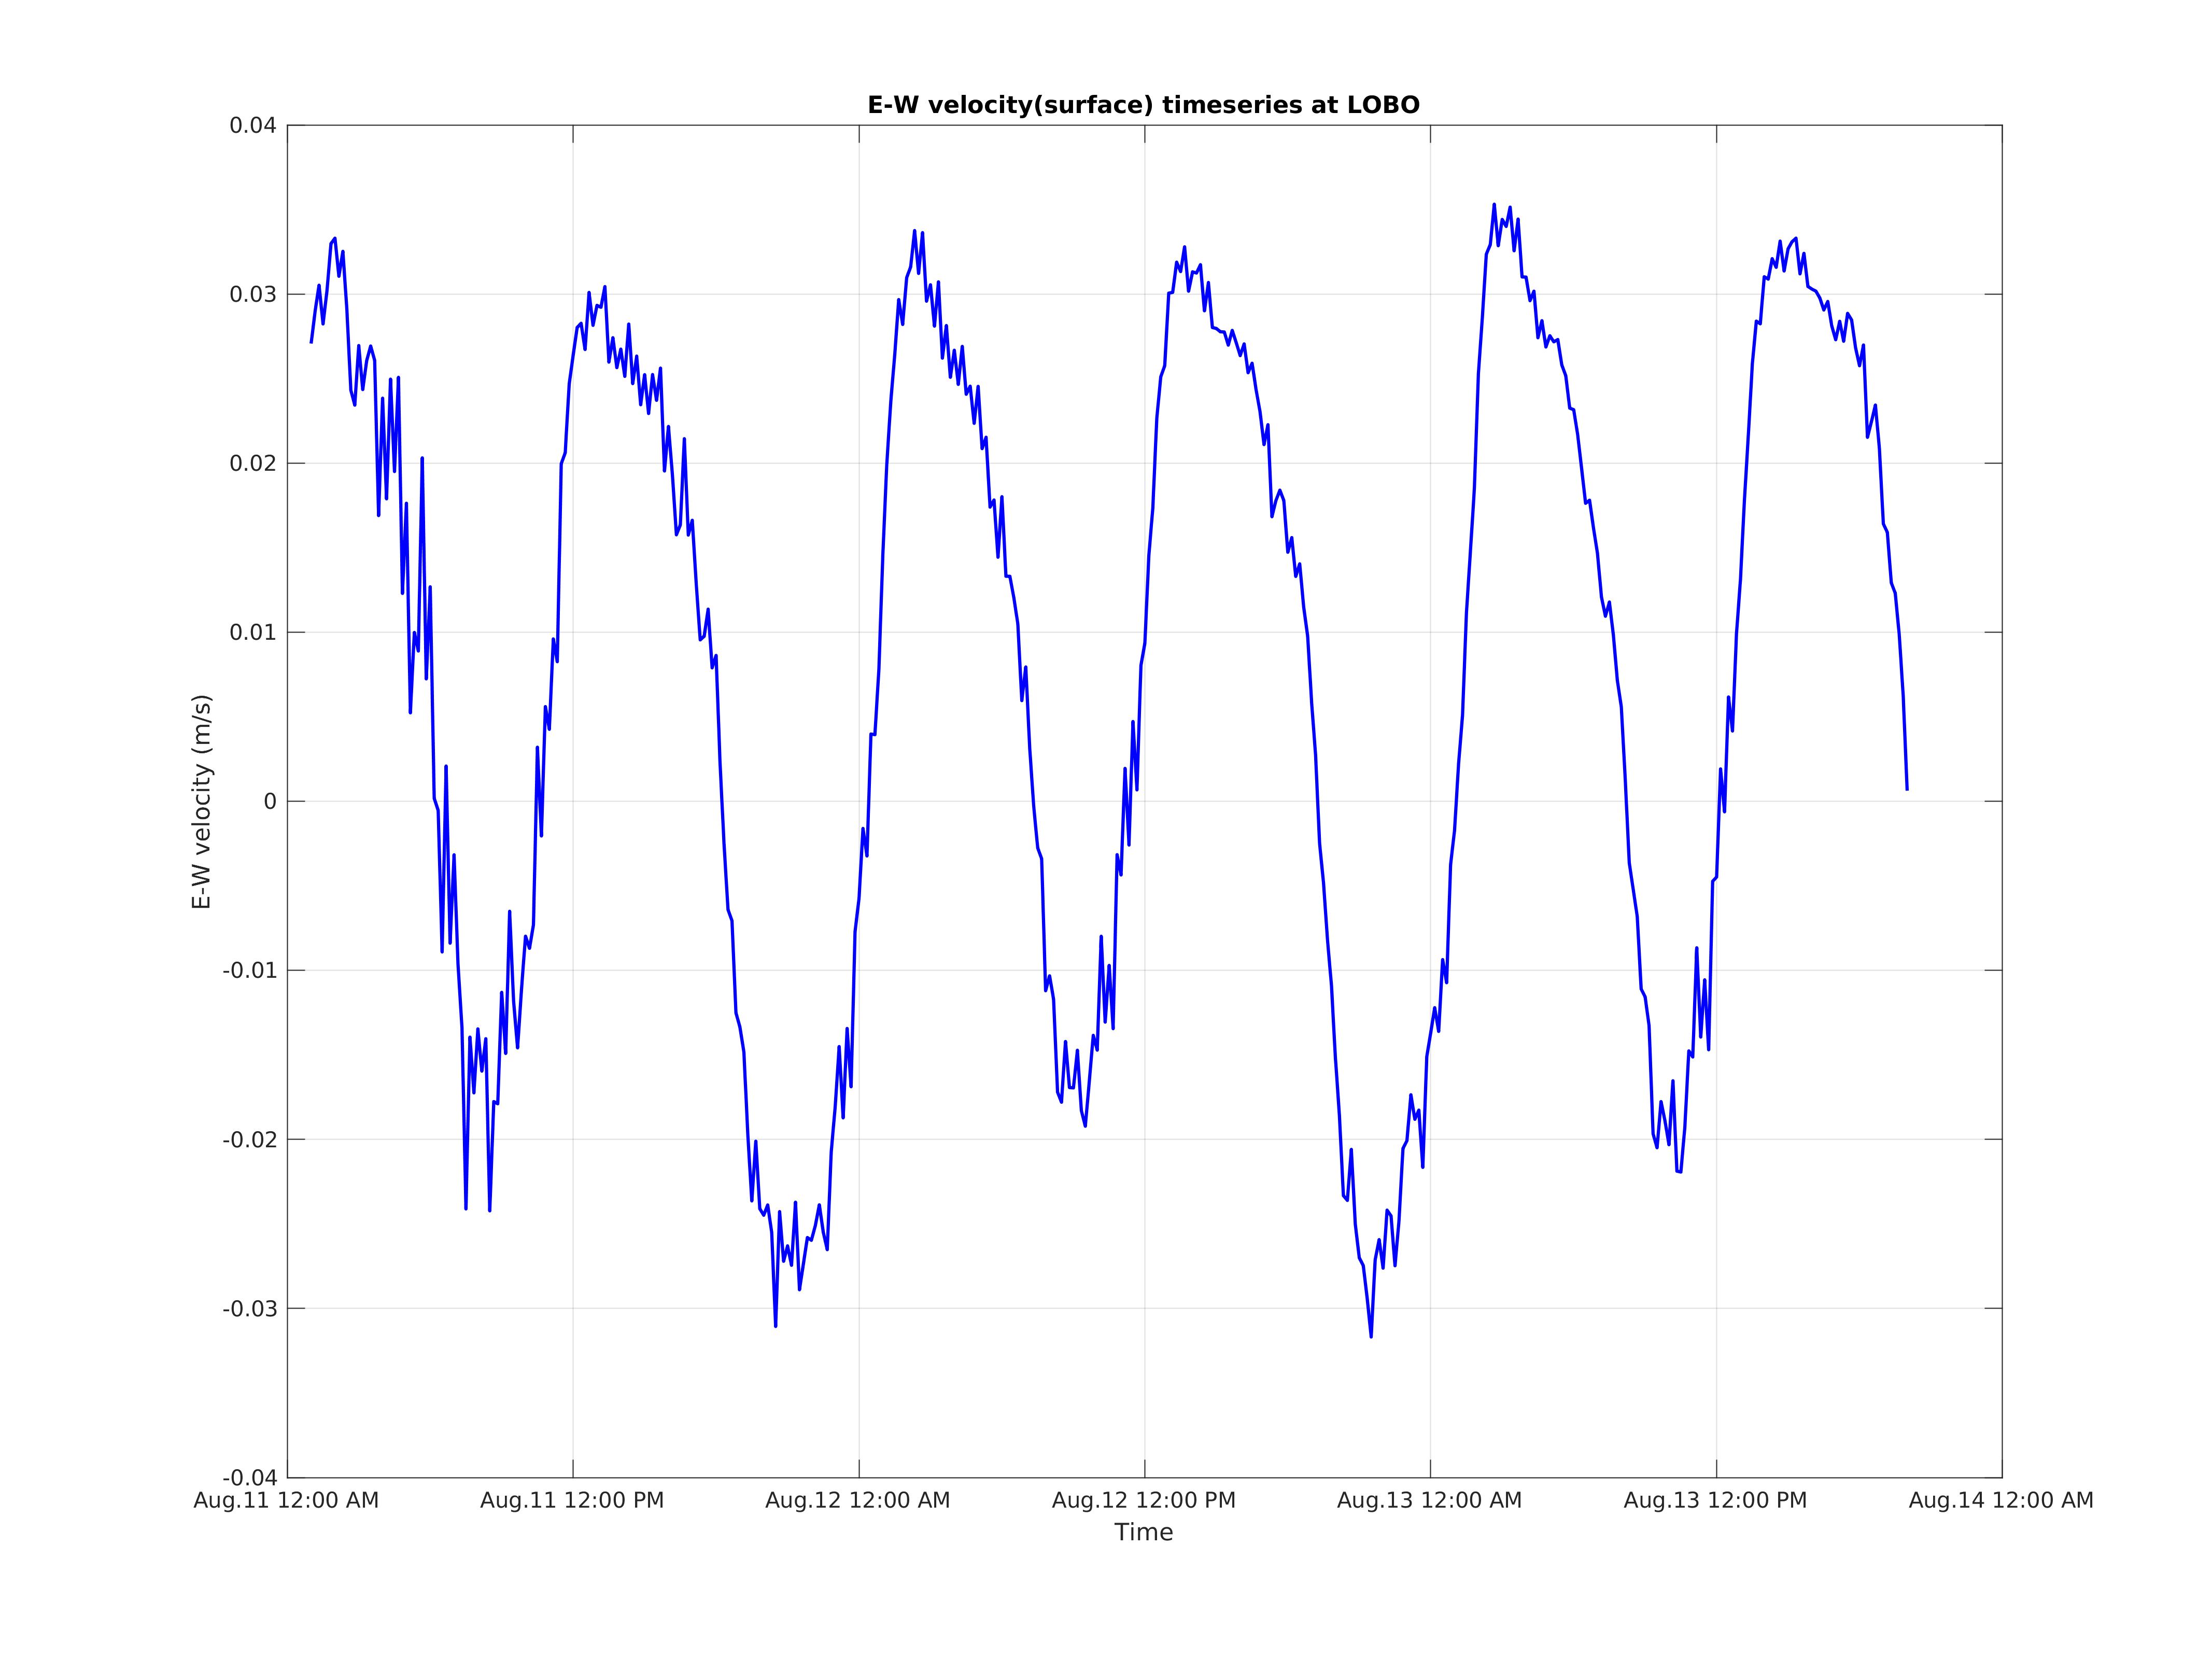 E-W velocity(surface) timeseries at LOBO
0.04
0.03
0.02
0.01
0
-0.01
-0.02
-0.03
-0.04
E-W velocity (m/s)
Aug.11 12:00 AM
Aug.11 12:00 PM
Aug.12 12:00 AM
Aug.12 12:00 PM
Aug.13 12:00 AM
Aug.13 12:00 PM
Aug.14 12:00 AM
Time